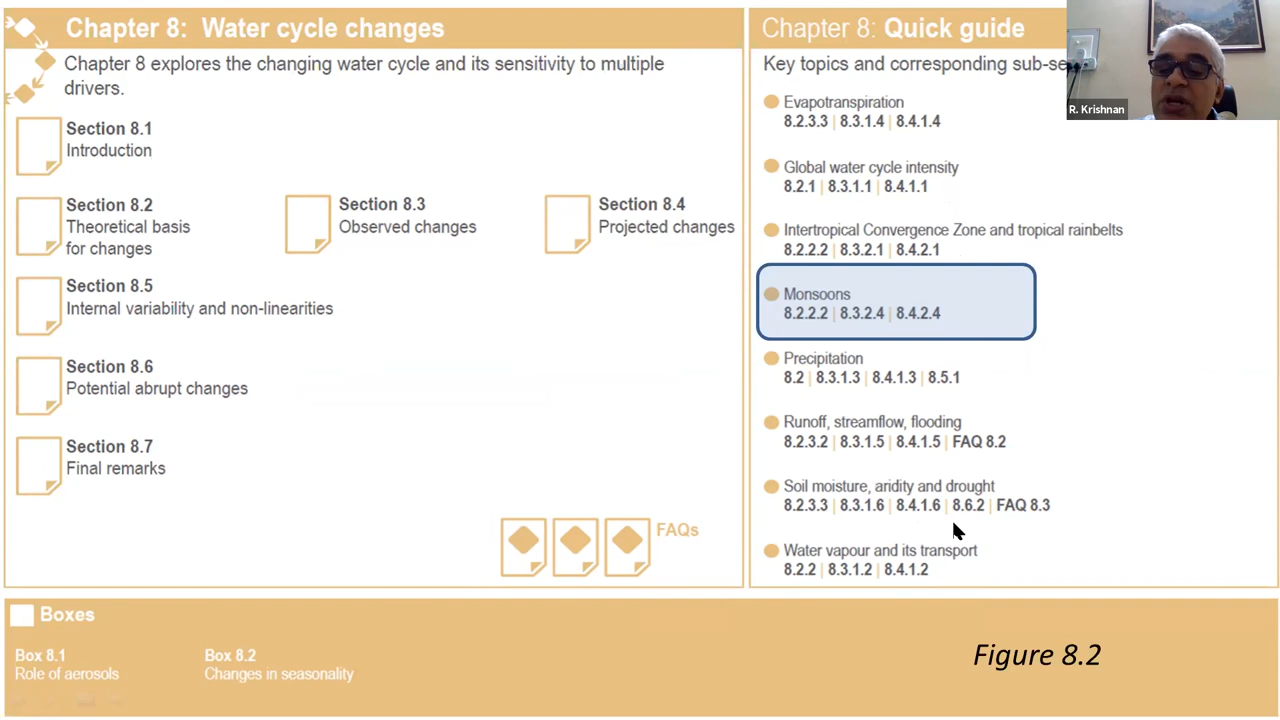 Chapter 8: Water cycle changes
Chapter 8 explores the changing water cycle and its sensitivity to multiple
drivers.
Section 8.1
Introduction
Section 8.2
Theoretical basis
for changes
Section 8.3
Observed changes
Section 8.4
Projected changes
Section 8.5
Internal variability and non-linearities
Section 8.6
Potential abrupt changes
Section 8.7
Final remarks
FAQs
Chapter 8: Quick guide
Key topics and corresponding
Evapotranspiration
8.2.3.3 | 8.3.1.4 | 8.4.1.4
Global water cycle intensity
8.2.1 | 8.3.1.1 | 8.4.1.1
Intertropical Convergence Zone and tropical rainbelts
8.2.2.2 | 8.3.2.1 | 8.4.2.1
Monsoons
8.2.2.2 | 8.3.2.4 | 8.4.2.4
Precipitation
8.2 | 8.3.1.3 | 8.4.1.3 | 8.5.1
Runoff, streamflow, flooding
8.2.3.2 | 8.3.1.5 | 8.4.1.5 | FAQ 8.2
Soil moisture, aridity and drought
8.2.3.3 | 8.3.1.6 | 8.4.1.6 | 8.6.2 | FAQ 8.3
Water vapour and its transport
8.2.2 | 8.3.1.2 | 8.4.1.2
R. Krishnan
Boxes
Box 8.1
Role of aerosols
Box 8.2
Changes in seasonality
Figure 8.2